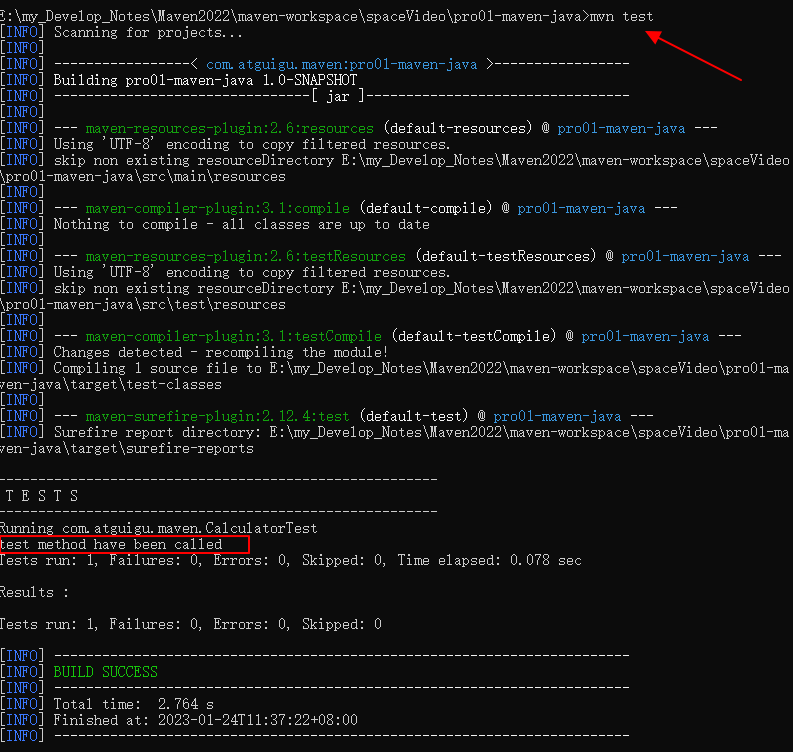 E:\my_Develop_Notes\Maven2022\maven-workspace\spaceVideo\pro01-maven-java>mvn test
[INFO] Scanning for projects...
[INFO]
[INFO] -----------------< com.atguigu.maven:pro01-maven-java >-----------------
[INFO] Building pro01-maven-java 1.0-SNAPSHOT
[INFO] --------------------------------[ jar ]---------------------------------
[INFO]
[INFO] --- maven-resources-plugin:2.6:resources (default-resources) @ pro01-maven-java ---
[INFO] Using 'UTF-8' encoding to copy filtered resources.
[INFO] skip non existing resourceDirectory E:\my_Develop_Notes\Maven2022\maven-workspace\spaceVideo
\pro01-maven-java\src\main\resources
[INFO]
[INFO] --- maven-compiler-plugin:3.1:compile (default-compile) @ pro01-maven-java ---
[INFO] Nothing to compile - all classes are up to date
[INFO]
[INFO] --- maven-resources-plugin:2.6:testResources (default-testResources) @ pro01-maven-java ---
[INFO] Using 'UTF-8' encoding to copy filtered resources.
[INFO] skip non existing resourceDirectory E:\my_Develop_Notes\Maven2022\maven-workspace\spaceVideo
\pro01-maven-java\src\test\resources
[INFO]
[INFO] --- maven-compiler-plugin:3.1:testCompile (default-testCompile) @ pro01-maven-java ---
[INFO] Changes detected - recompiling the module!
[INFO] Compiling 1 source file to E:\my_Develop_Notes\Maven2022\maven-workspace\spaceVideo\pro01-ma
ven-java\target\test-classes
[INFO]
[INFO] --- maven-surefire-plugin:2.12.4:test (default-test) @ pro01-maven-java ---
[INFO] Surefire report directory: E:\my_Develop_Notes\Maven2022\maven-workspace\spaceVideo\pro01-ma
ven-java\target\surefire-reports
-------------------------------------------------------
T E S T S
-------------------------------------------------------
Running com.atguigu.maven.CalculatorTest
test method have been called
Tests run: 1, Failures: 0, Errors: 0, Skipped: 0, Time elapsed: 0.078 sec
Results :
Tests run: 1, Failures: 0, Errors: 0, Skipped: 0
[INFO] ------------------------------------------------------------------------
[INFO] BUILD SUCCESS
[INFO] ------------------------------------------------------------------------
[INFO] Total time:  2.764 s
[INFO] Finished at: 2023-01-24T11:37:22+08:00
[INFO] ------------------------------------------------------------------------